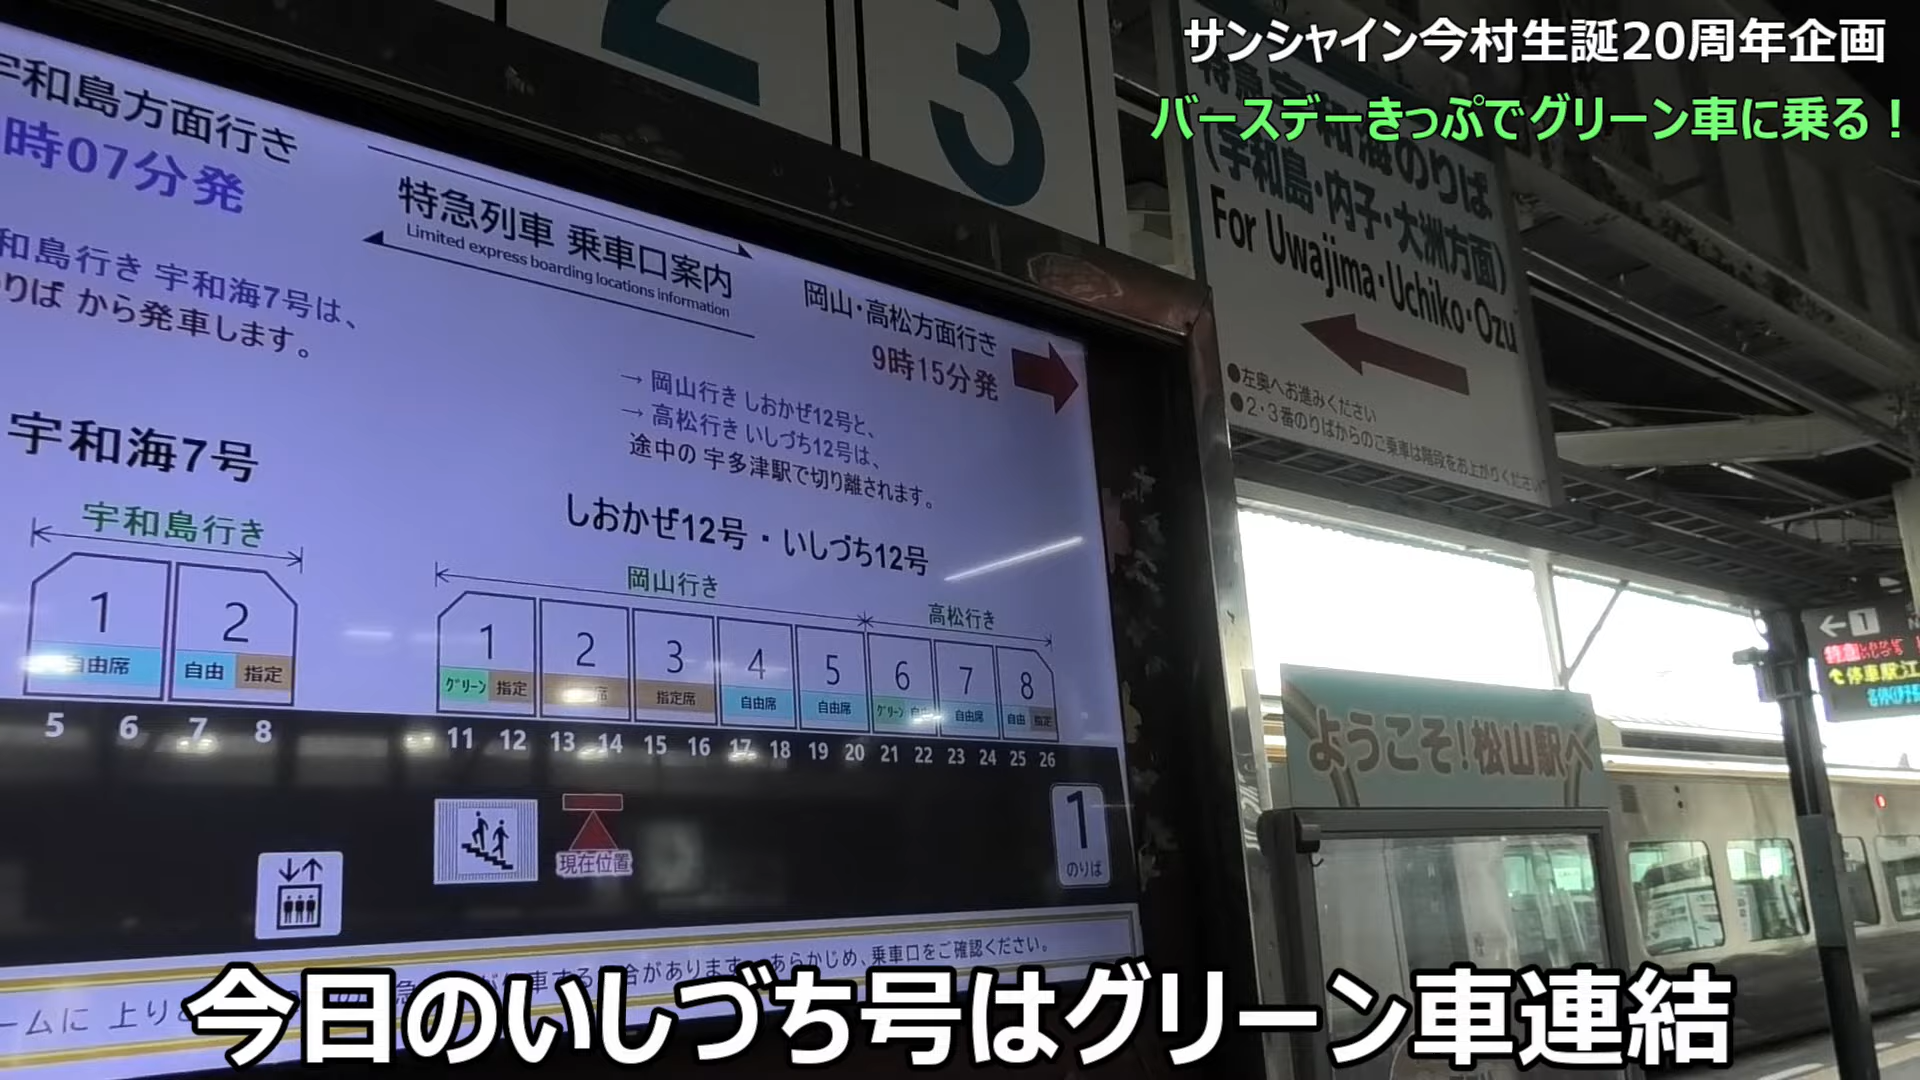 サンシャイン今村生誕20周年企画
バースデーきっぷでグリーン車に乗る！
2
3
宇和島方面行き
時07分発
特急列車 乗車口案内
Limited express boarding locations information
岡山・高松方面行き
9時15分発
和島行き 宇和海7号は、
りば から発車します。
→ 岡山行き しおかぜ12号と、
→ 高松行き いしづち12号は、
途中の 宇多津駅で切り離されます。
宇和海7号
しおかぜ12号・いしづち12号
宇和島行き
岡山行き
高松行き
1 2
自由席 自由 指定
1 2 3 4 5 6 7 8
グリーン 指定 指定席 自由席 自由席 グリーン 自由席 自由 指定
5 6 7 8
11 12 13 14 15 16 17 18 19 20 21 22 23 24 25 26
現在位置
1
のりば
あらかじめ、乗車口をご確認ください。
のりば
（宇和島・内子・大洲方面）
For Uwajima・Uchiko・Ozu
●左奥へお進みください
●2・3番のりばからのご乗車は階段をお上がりください
ようこそ！松山駅へ
←1
停車駅
今日のいしづち号はグリーン車連結